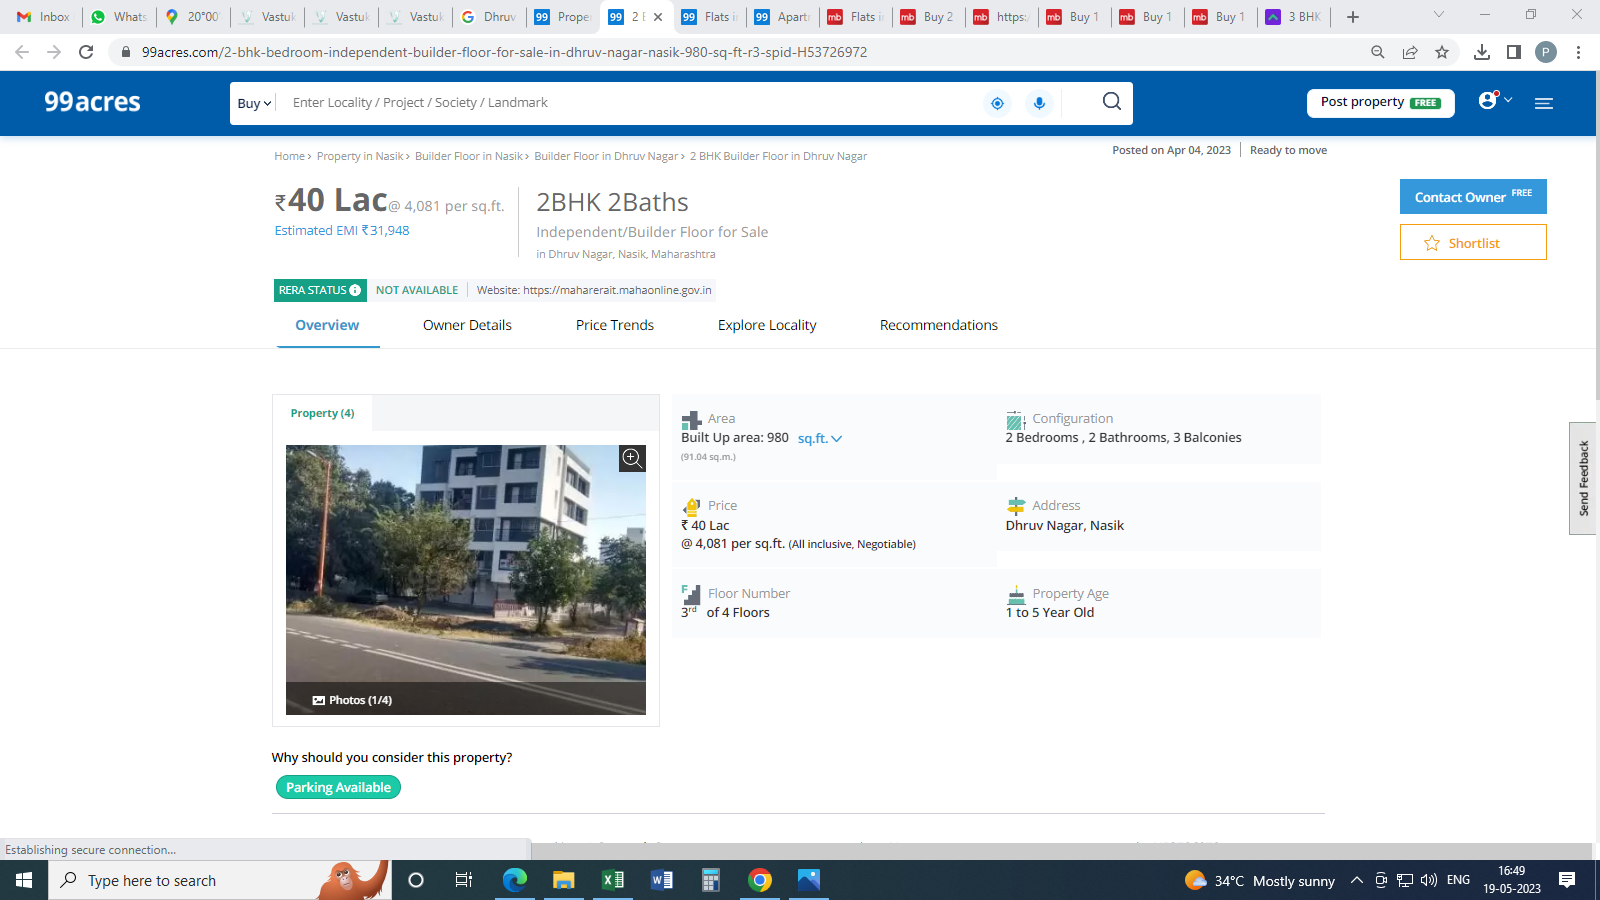 Inbox
Whats
20°00'
Vastuk
Vastuk
Vastuk
Dhruv
Prope
2 B
Flats i
Apart
Flats i
Buy 2
https:
Buy 1
Buy 1
Buy 1
3 BHK
99acres.com/2-bhk-bedroom-independent-builder-floor-for-sale-in-dhruv-nagar-nasik-980-sq-ft-r3-spid-H53726972
P
99acres
Buy
Enter Locality / Project / Society / Landmark
Post property FREE
Home › Property in Nasik › Builder Floor in Nasik › Builder Floor in Dhruv Nagar › 2 BHK Builder Floor in Dhruv Nagar
Posted on Apr 04, 2023 | Ready to move
₹40 Lac @ 4,081 per sq.ft.
Estimated EMI ₹31,948
2BHK 2Baths
Independent/Builder Floor for Sale
in Dhruv Nagar, Nasik, Maharashtra
Contact Owner FREE
Shortlist
RERA STATUS NOT AVAILABLE | Website: https://maharerait.mahaonline.gov.in
Overview
Owner Details
Price Trends
Explore Locality
Recommendations
Property (4)
Photos (1/4)
Area
Built Up area: 980 sq.ft.
(91.04 sq.m.)
Configuration
2 Bedrooms , 2 Bathrooms, 3 Balconies
Price
₹ 40 Lac
@ 4,081 per sq.ft. (All inclusive, Negotiable)
Address
Dhruv Nagar, Nasik
Floor Number
3rd of 4 Floors
Property Age
1 to 5 Year Old
Send Feedback
Why should you consider this property?
Parking Available
Establishing secure connection...
Type here to search
34°C Mostly sunny
ENG
16:49
19-05-2023